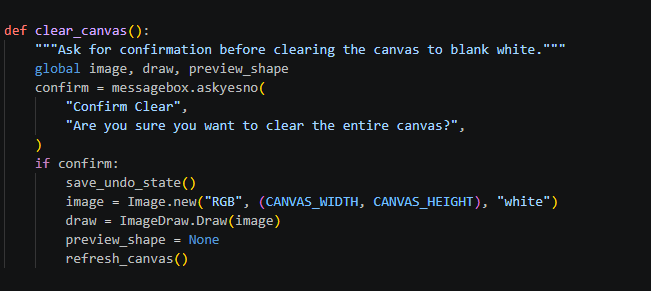 def clear_canvas():
    """Ask for confirmation before clearing the canvas to blank white."""
    global image, draw, preview_shape
    confirm = messagebox.askyesno(
        "Confirm Clear",
        "Are you sure you want to clear the entire canvas?",
    )
    if confirm:
        save_undo_state()
        image = Image.new("RGB", (CANVAS_WIDTH, CANVAS_HEIGHT), "white")
        draw = ImageDraw.Draw(image)
        preview_shape = None
        refresh_canvas()